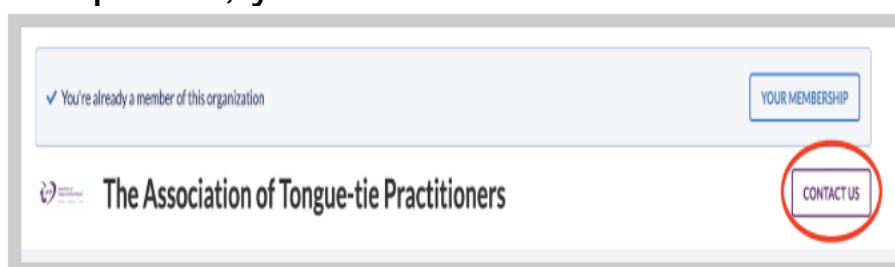 ✓ You're already a member of this organization
YOUR MEMBERSHIP
The Association of Tongue-tie Practitioners
CONTACT US